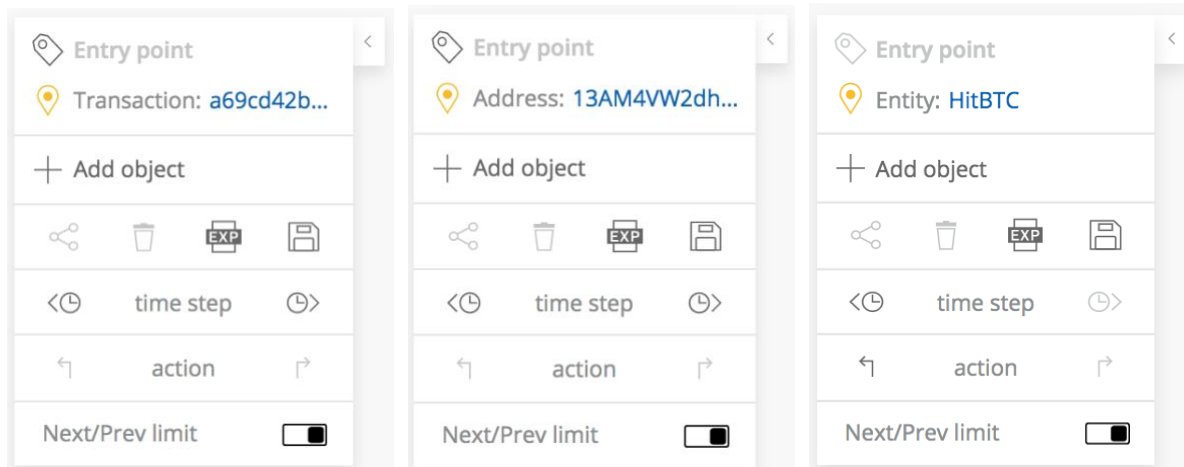 Entry point
Transaction: a69cd42b...
Add object
EXP
time step
action
Next/Prev limit
Entry point
Address: 13AM4VW2dh...
Add object
EXP
time step
action
Next/Prev limit
Entry point
Entity: HitBTC
Add object
EXP
time step
action
Next/Prev limit